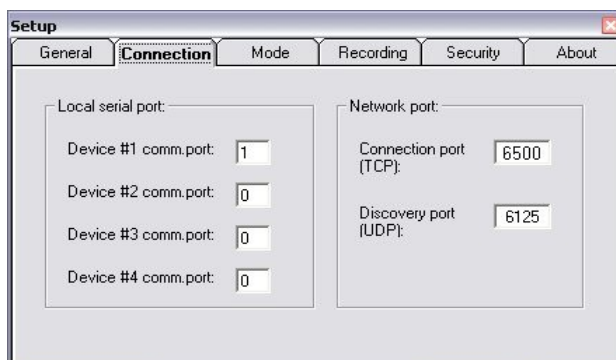 Setup
General Connection Mode Recording Security About
Local serial port:
Device #1 comm.port: 1
Device #2 comm.port: 0
Device #3 comm.port: 0
Device #4 comm.port: 0
Network port:
Connection port (TCP): 6500
Discovery port (UDP): 6125